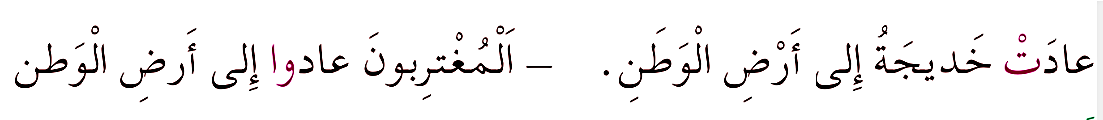 عادَتْ خَديجَةُ إِلى أَرْضِ الْوَطَنِ. – اَلْمُغْتَرِبونَ عادوا إِلى أَرضِ الْوَطن